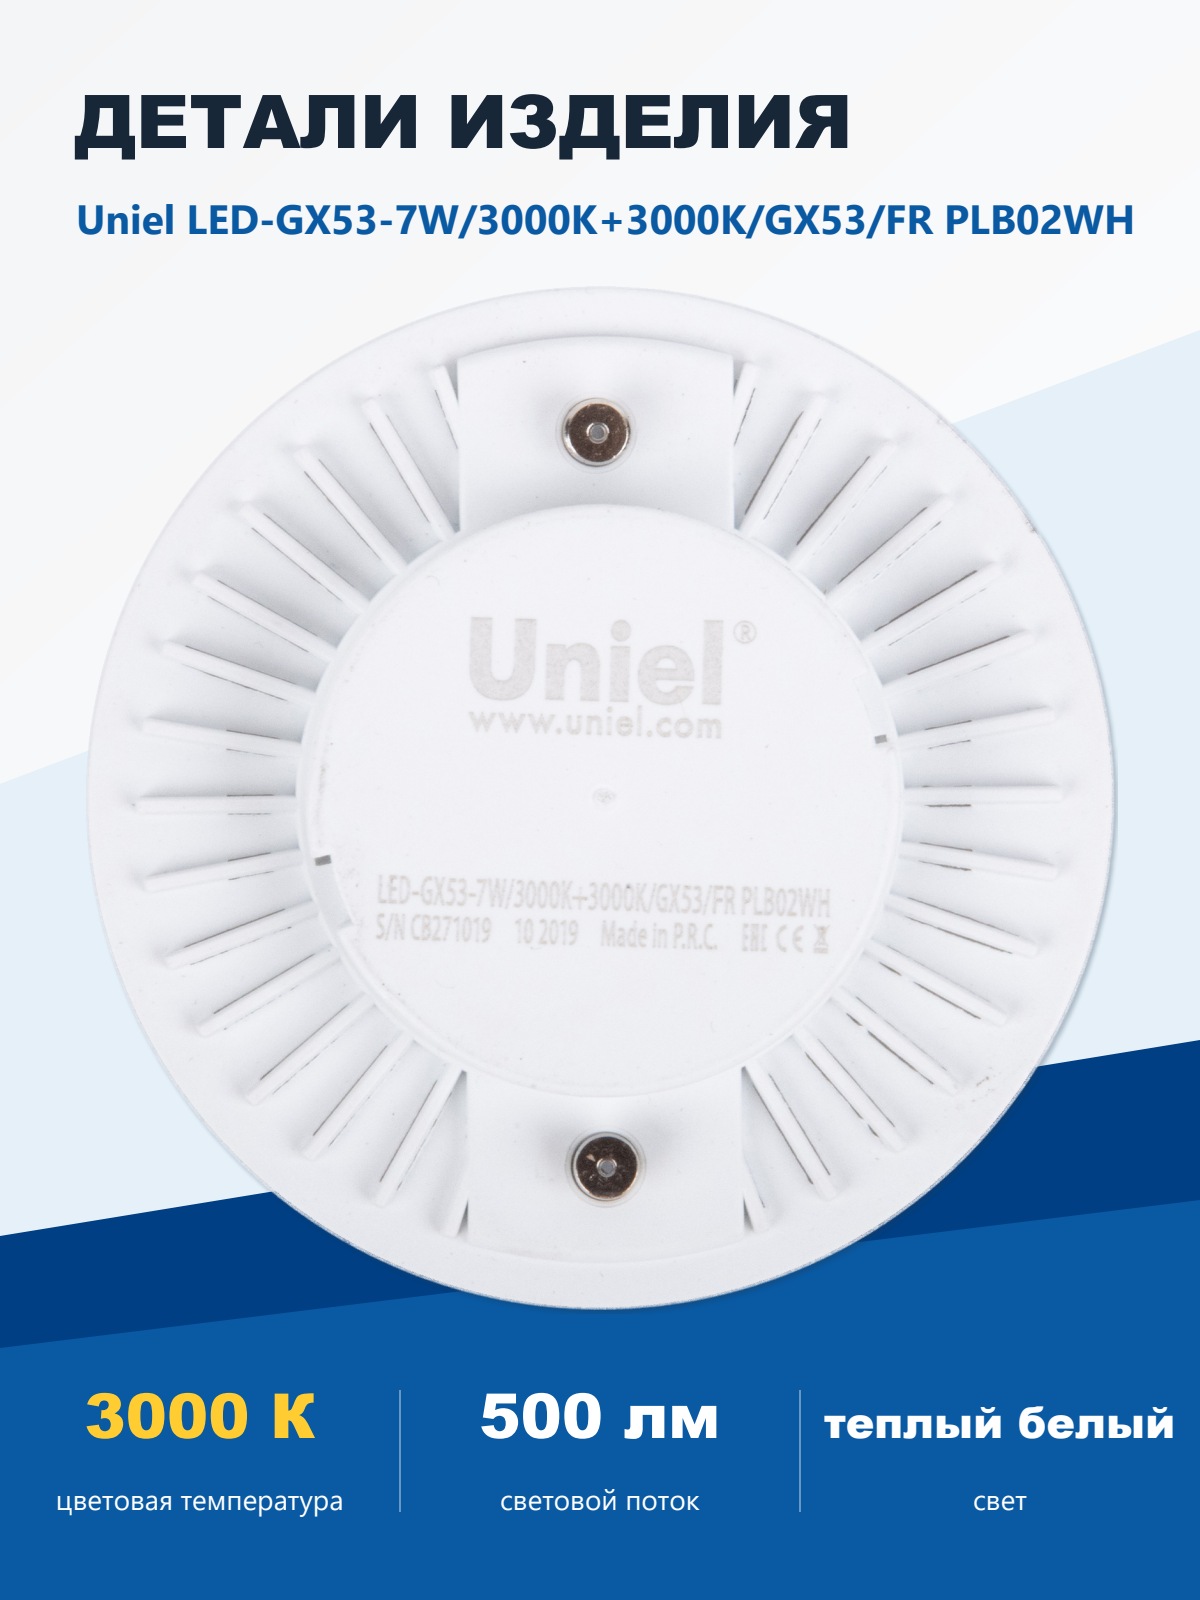 ДЕТАЛИ ИЗДЕЛИЯ
Uniel LED-GX53-7W/3000K+3000K/GX53/FR PLB02WH
Uniel®
www.uniel.com
LED-GX53-7W/3000K+3000K/GX53/FR PLB02WH
S/N CB271019 10 2019 Made in P.R.C. EAC CE
3000 К 500 лм теплый белый
цветовая температура световой поток свет